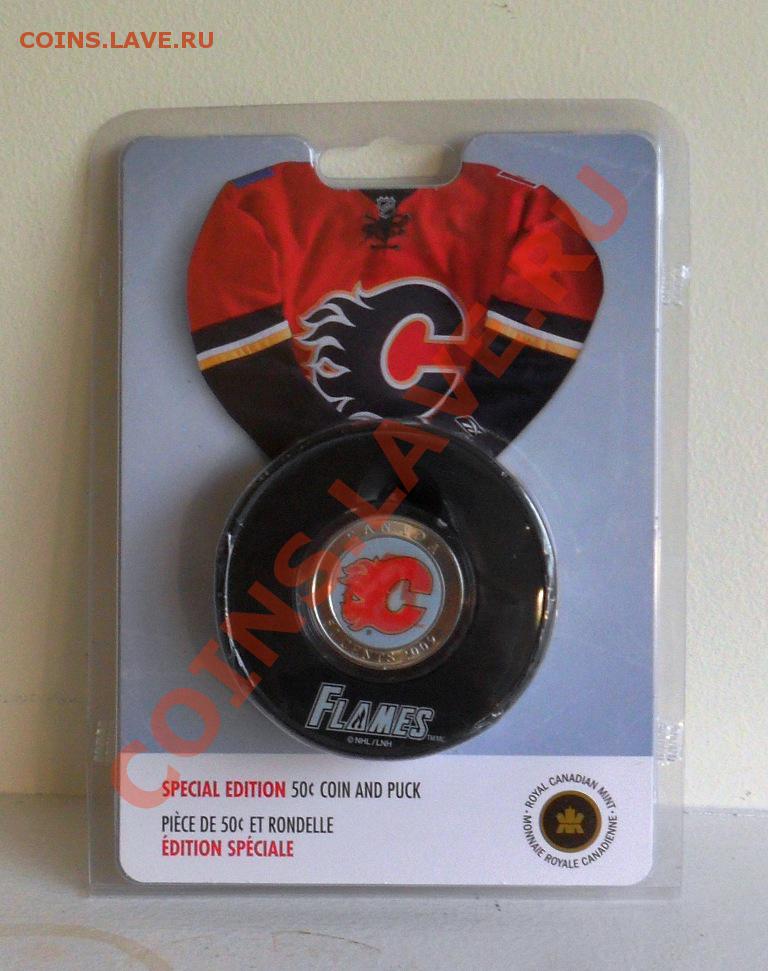 COINS.LAVE.RU
COINS.LAVE.RU
CANADA
CENTS 2009
FLAMES
© NHL / LNH
SPECIAL EDITION 50¢ COIN AND PUCK
PIÈCE DE 50¢ ET RONDELLE
ÉDITION SPÉCIALE
· ROYAL CANADIAN MINT ·
MONNAIE ROYALE CANADIENNE